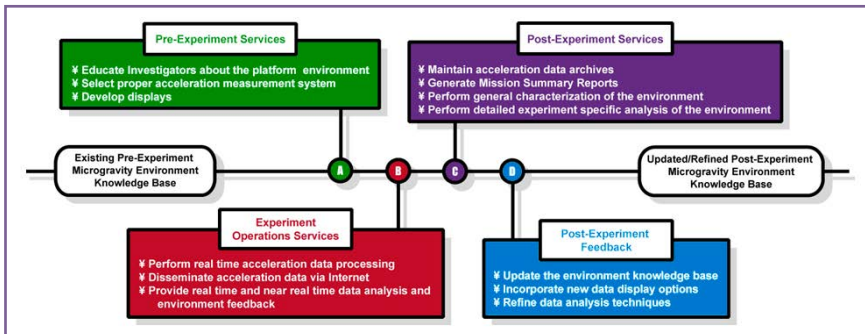 Pre-Experiment Services
¥ Educate Investigators about the platform environment
¥ Select proper acceleration measurement system
¥ Develop displays
Post-Experiment Services
¥ Maintain acceleration data archives
¥ Generate Mission Summary Reports
¥ Perform general characterization of the environment
¥ Perform detailed experiment specific analysis of the environment
Existing Pre-Experiment
Microgravity Environment
Knowledge Base
A
B
C
D
Updated/Refined Post-Experiment
Microgravity Environment
Knowledge Base
Experiment
Operations Services
¥ Perform real time acceleration data processing
¥ Disseminate acceleration data via Internet
¥ Provide real time and near real time data analysis and
environment feedback
Post-Experiment
Feedback
¥ Update the environment knowledge base
¥ Incorporate new data display options
¥ Refine data analysis techniques